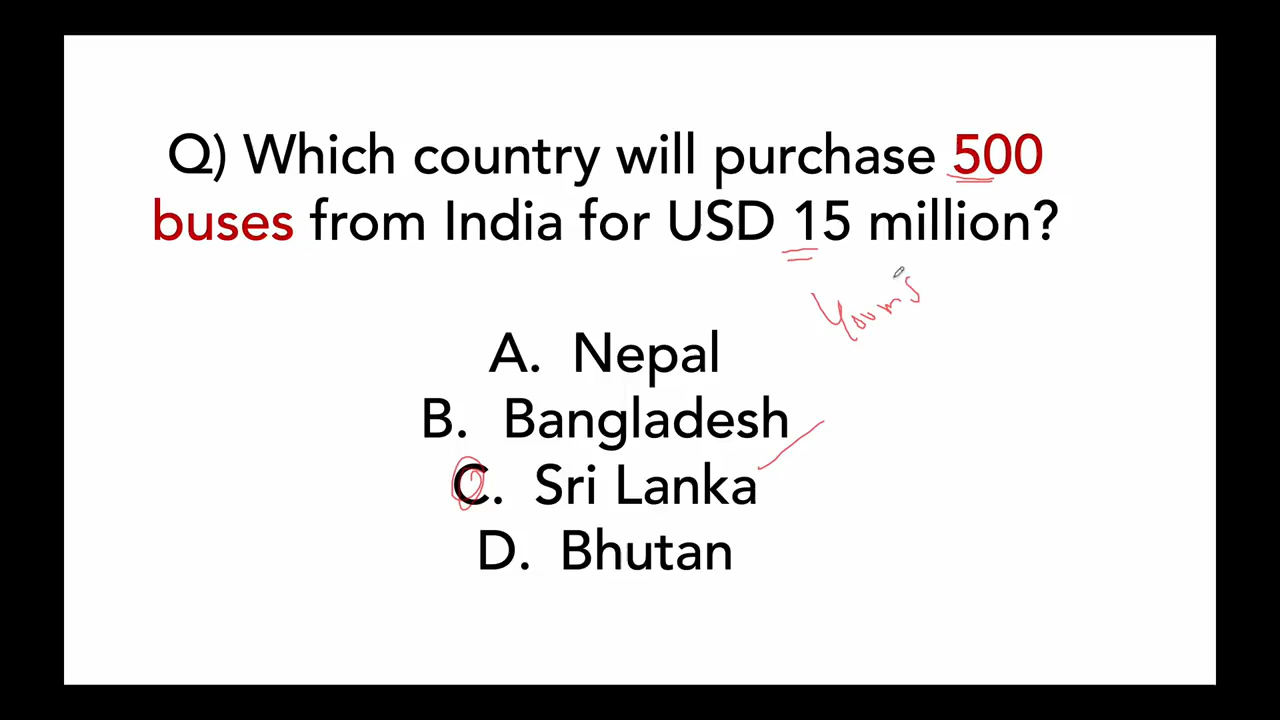 Q) Which country will purchase 500
buses from India for USD 15 million?
A. Nepal
B. Bangladesh
C. Sri Lanka
D. Bhutan